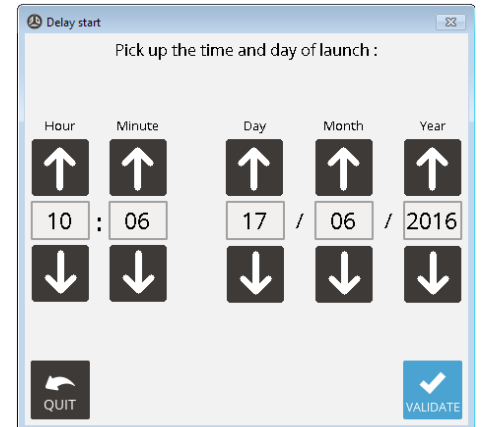 Delay start
Pick up the time and day of launch :
Hour Minute Day Month Year
10 : 06 17 / 06 / 2016
QUIT VALIDATE